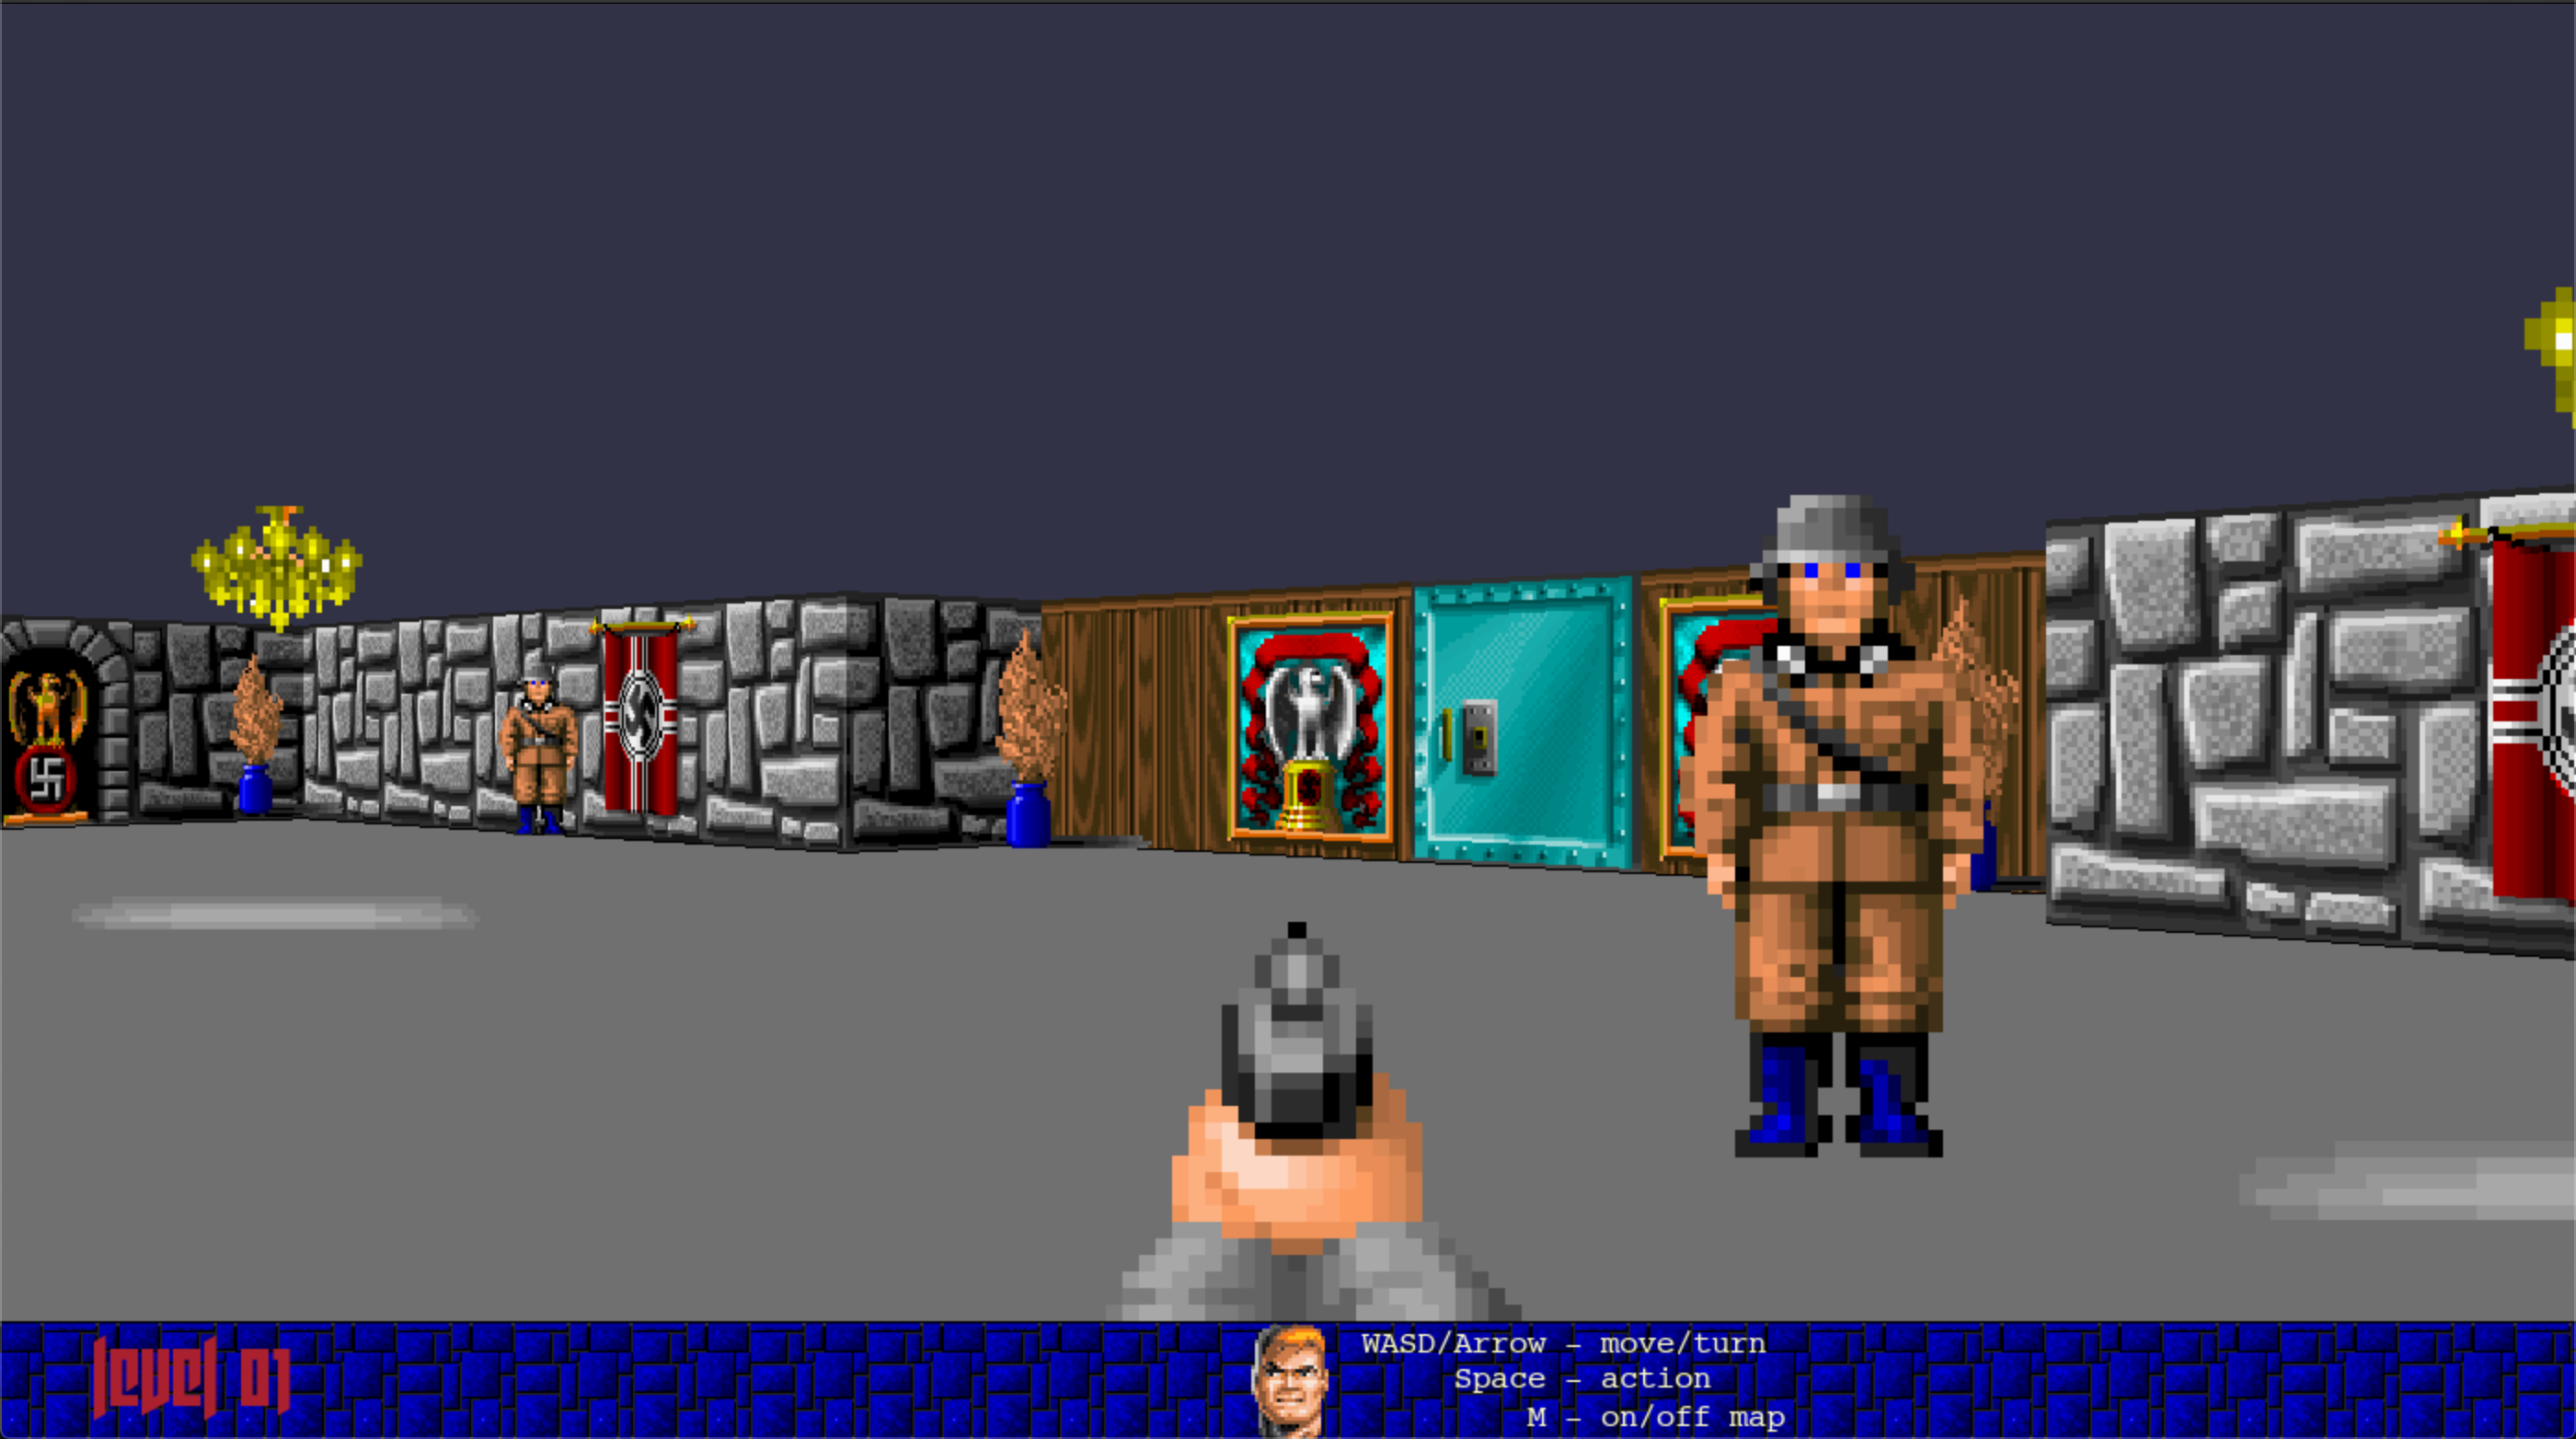 level 01
WASD/Arrow – move/turn
Space – action
M – on/off map